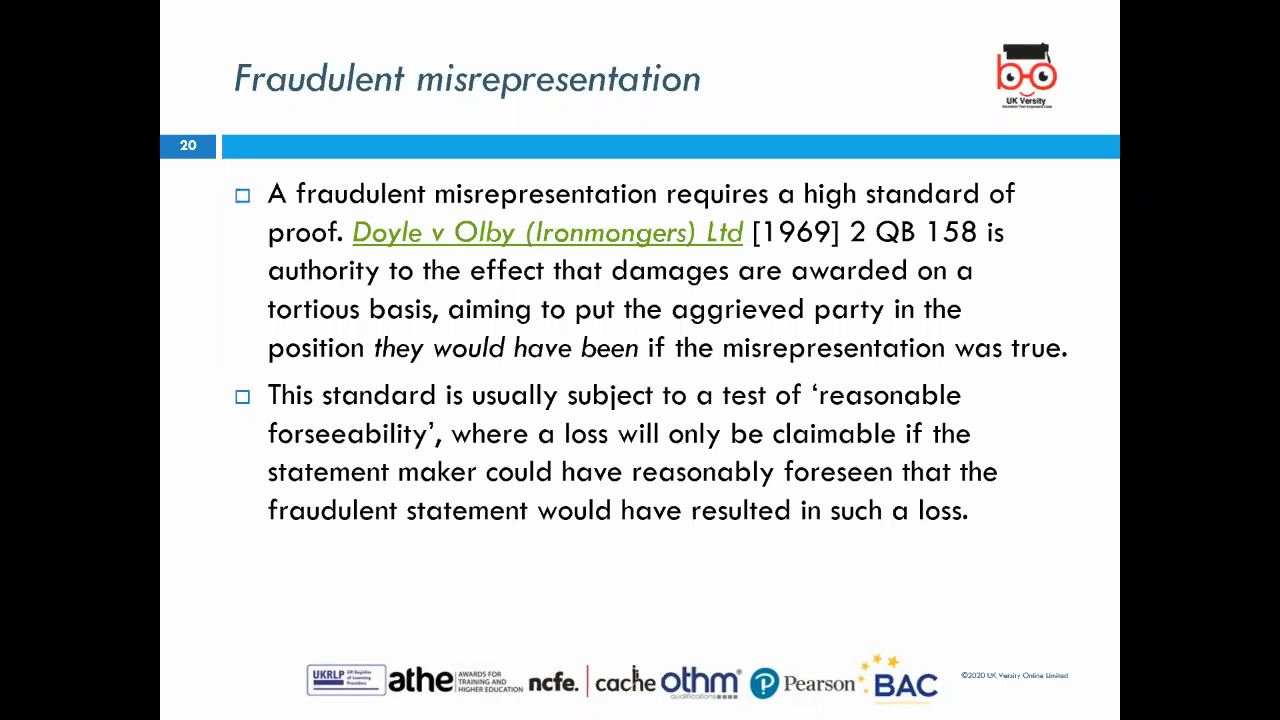 Fraudulent misrepresentation
UK Versity
20
A fraudulent misrepresentation requires a high standard of
proof. Doyle v Olby (Ironmongers) Ltd [1969] 2 QB 158 is
authority to the effect that damages are awarded on a
tortious basis, aiming to put the aggrieved party in the
position they would have been if the misrepresentation was true.
This standard is usually subject to a test of ‘reasonable
forseeability’, where a loss will only be claimable if the
statement maker could have reasonably foreseen that the
fraudulent statement would have resulted in such a loss.
UKRLP UK Register of Learning Providers
athe AWARDS FOR TRAINING AND HIGHER EDUCATION
ncfe.
cache
othm qualifications
Pearson
BAC
©2020 UK Versity Online Limited